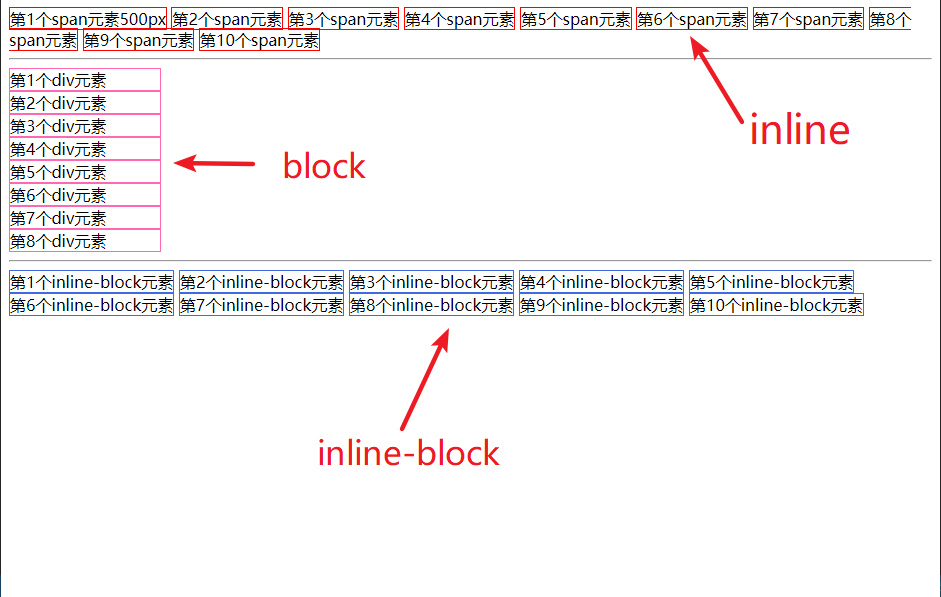 第1个span元素500px 第2个span元素 第3个span元素 第4个span元素 第5个span元素 第6个span元素 第7个span元素 第8个
span元素 第9个span元素 第10个span元素
inline
第1个div元素
第2个div元素
第3个div元素
第4个div元素
第5个div元素
第6个div元素
第7个div元素
第8个div元素
block
第1个inline-block元素 第2个inline-block元素 第3个inline-block元素 第4个inline-block元素 第5个inline-block元素
第6个inline-block元素 第7个inline-block元素 第8个inline-block元素 第9个inline-block元素 第10个inline-block元素
inline-block